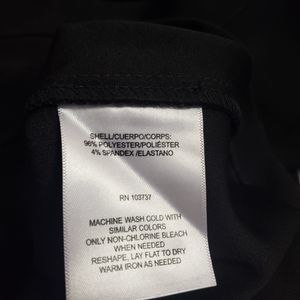 SHELL/CUERPO/CORPS:
96% POLYESTER/POLIÉSTER
4% SPANDEX /ELASTANO
RN 103737
MACHINE WASH COLD WITH
SIMILAR COLORS
ONLY NON-CHLORINE BLEACH
WHEN NEEDED
RESHAPE, LAY FLAT TO DRY
WARM IRON AS NEEDED